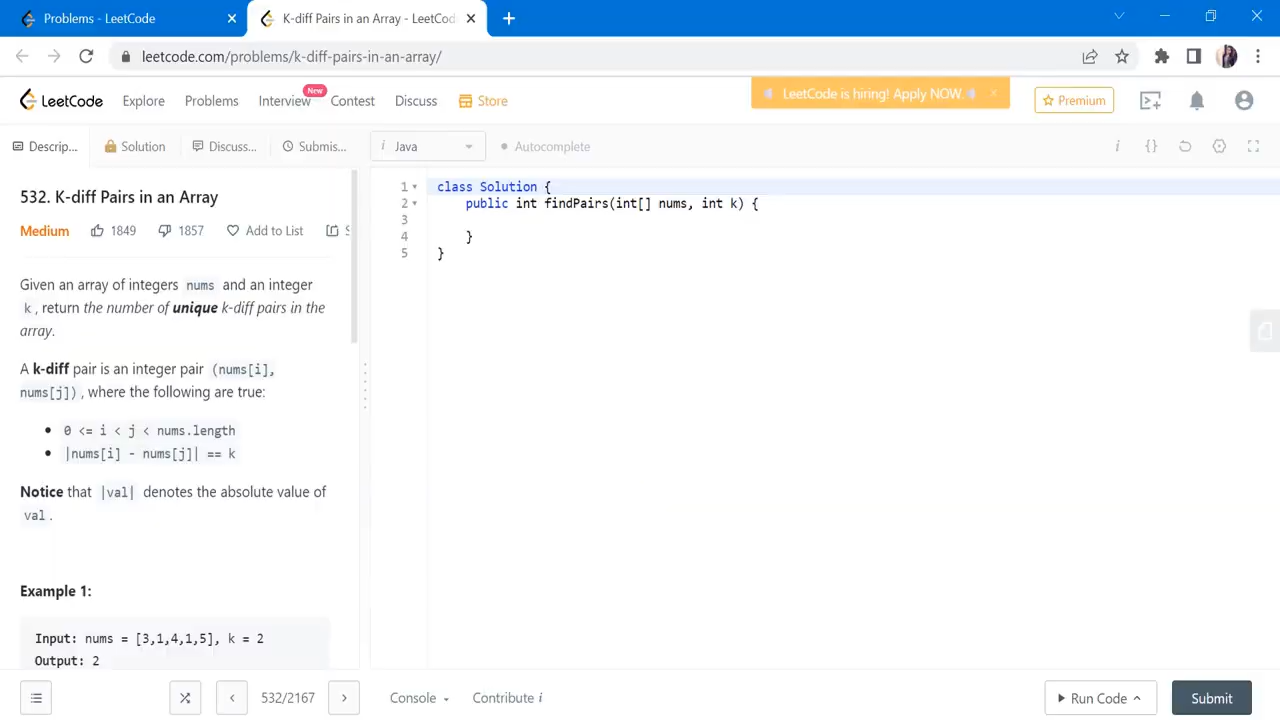 Problems - LeetCode
K-diff Pairs in an Array - LeetCod
leetcode.com/problems/k-diff-pairs-in-an-array/
LeetCode Explore Problems Interview New Contest Discuss Store
LeetCode is hiring! Apply NOW.
Premium
Descrip... Solution Discuss... Submis...
i Java Autocomplete
532. K-diff Pairs in an Array
Medium 1849 1857 Add to List S
Given an array of integers nums and an integer
k, return the number of unique k-diff pairs in the
array.
A k-diff pair is an integer pair (nums[i],
nums[j]), where the following are true:
• 0 <= i < j < nums.length
• |nums[i] - nums[j]| == k
Notice that |val| denotes the absolute value of
val.
Example 1:
Input: nums = [3,1,4,1,5], k = 2
Output: 2
1 class Solution {
2 public int findPairs(int[] nums, int k) {
3
4 }
5 }
532/2167
Console Contribute i
Run Code Submit